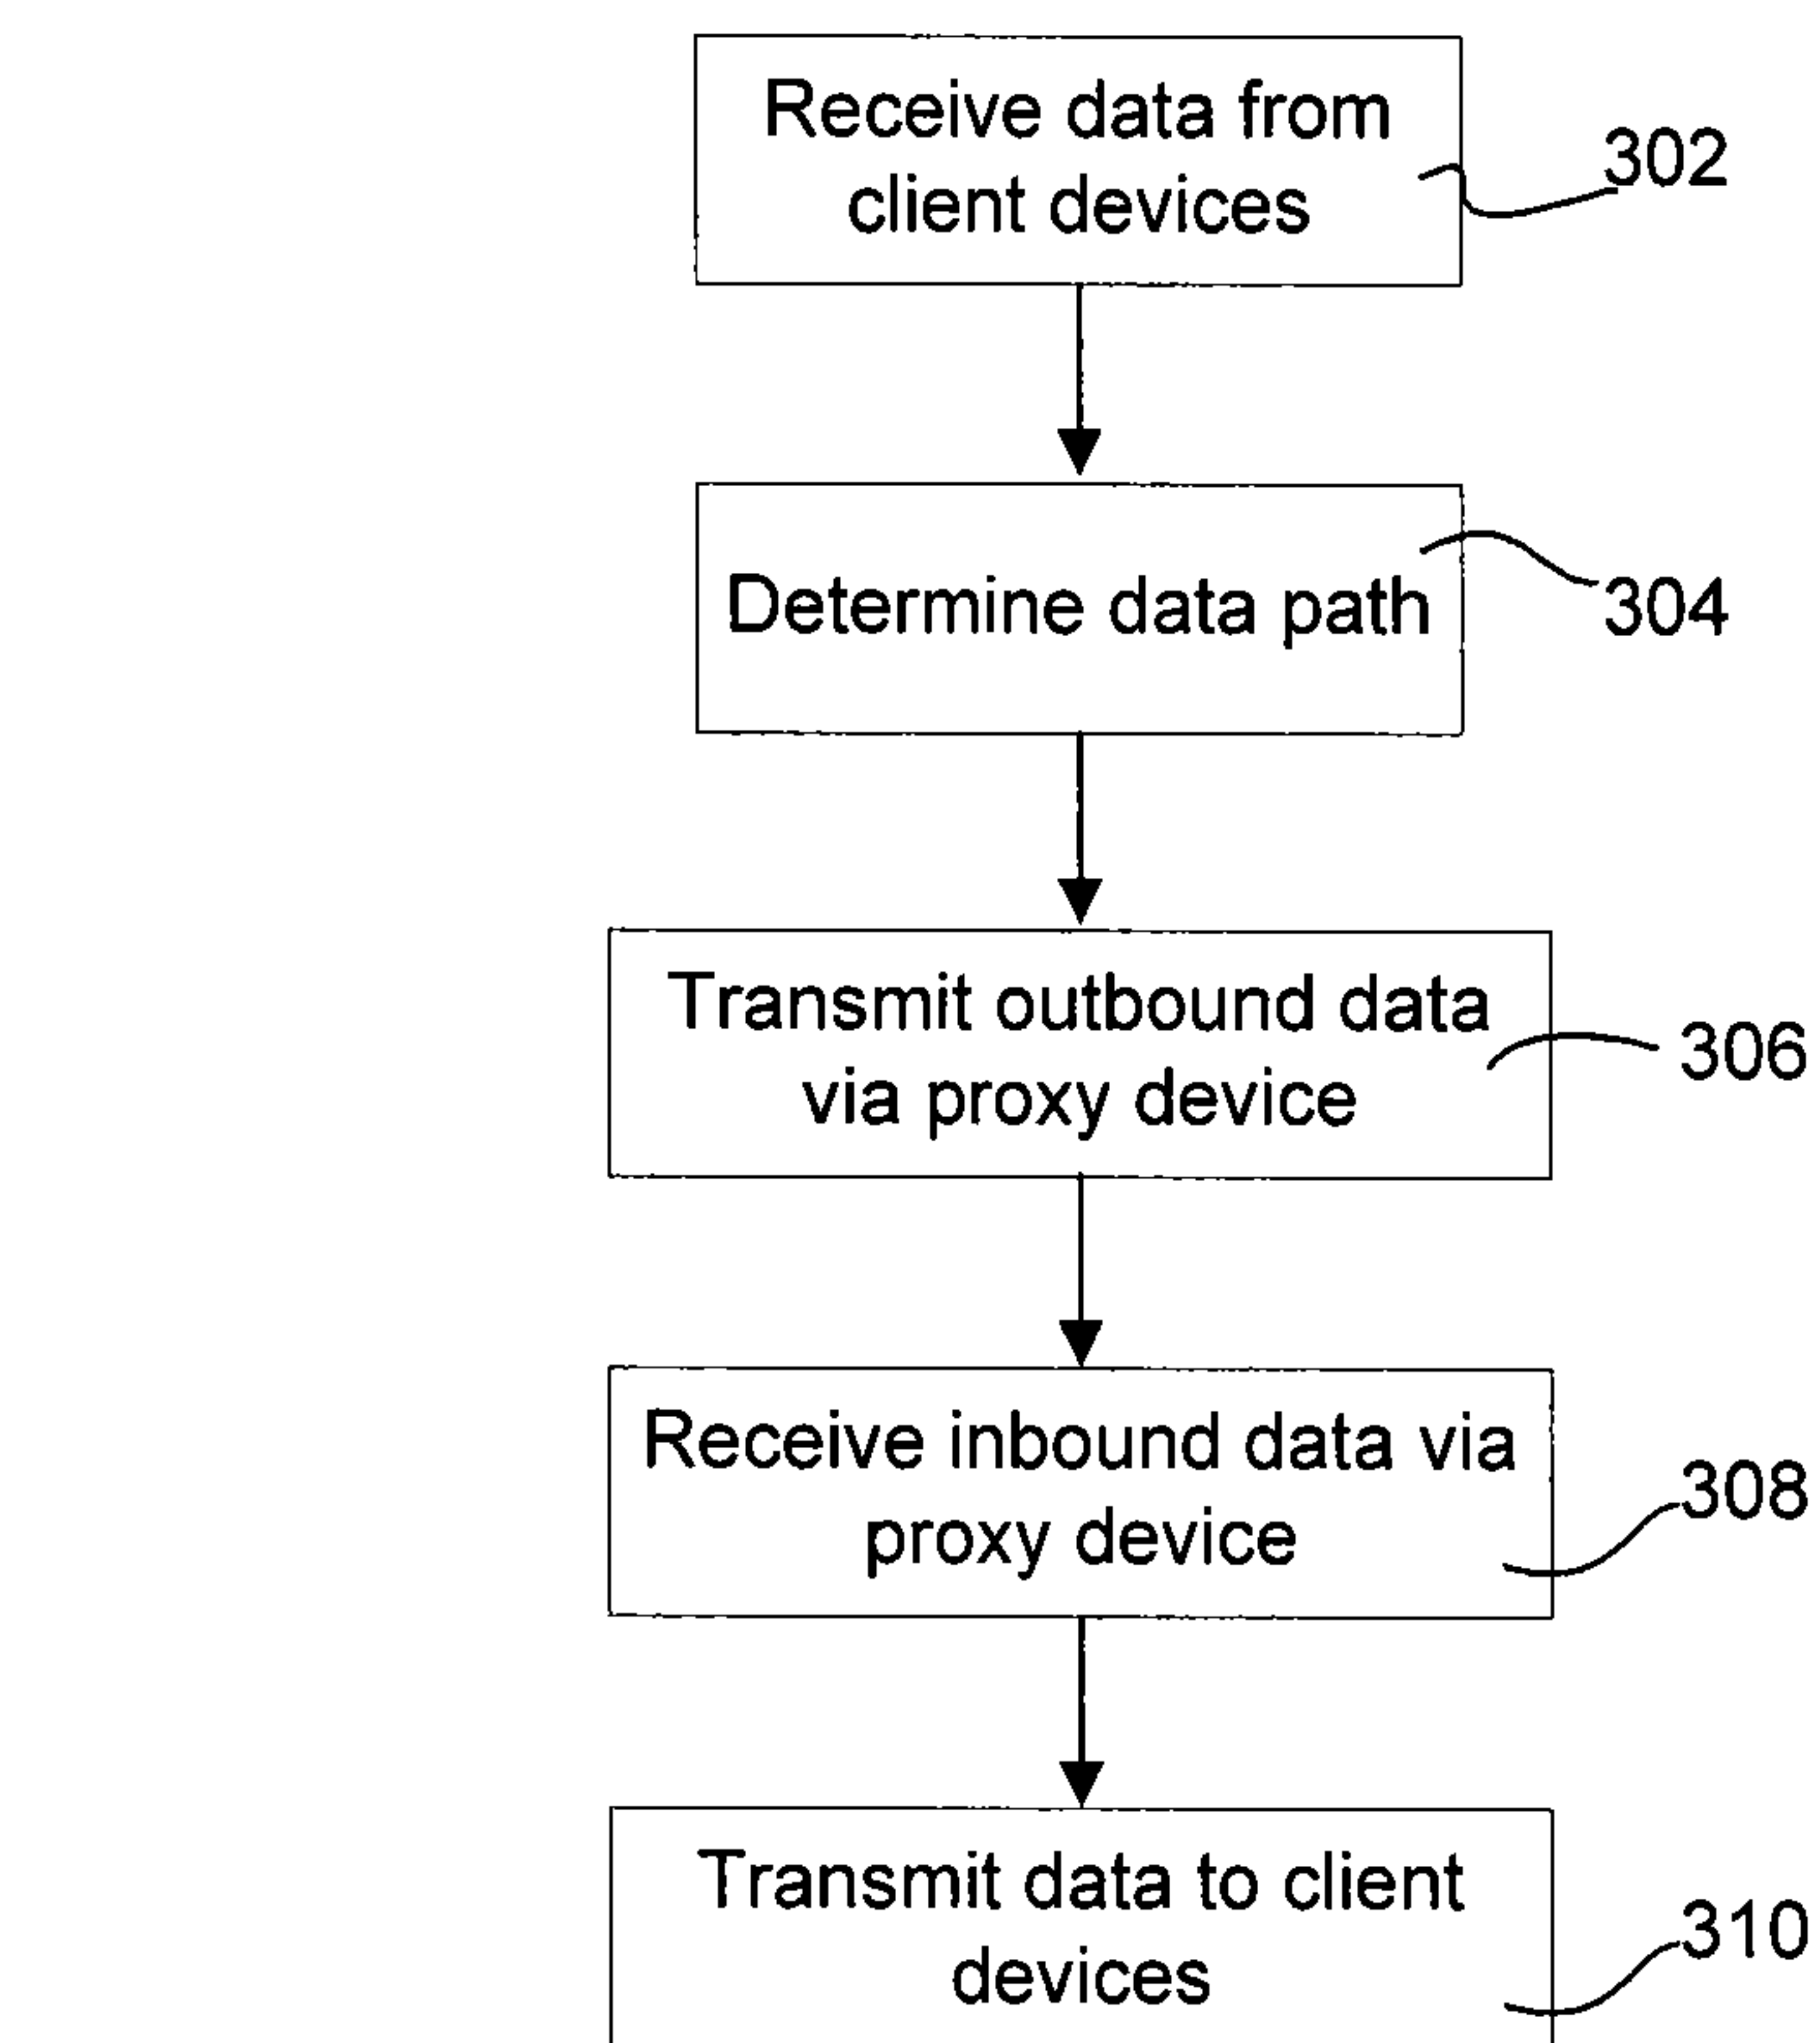 Receive data from
client devices
302
Determine data path
304
Transmit outbound data
via proxy device
306
Receive inbound data via
proxy device
308
Transmit data to client
devices
310